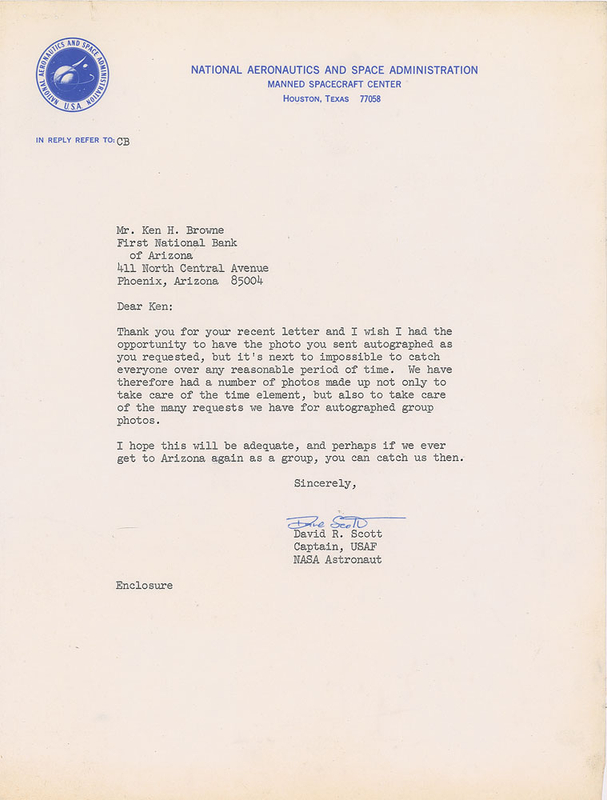 NATIONAL AERONAUTICS AND SPACE ADMINISTRATION
U.S.A.
NATIONAL AERONAUTICS AND SPACE ADMINISTRATION
MANNED SPACECRAFT CENTER
HOUSTON, TEXAS 77058
IN REPLY REFER TO: CB
Mr. Ken H. Browne
First National Bank
of Arizona
411 North Central Avenue
Phoenix, Arizona 85004
Dear Ken:
Thank you for your recent letter and I wish I had the
opportunity to have the photo you sent autographed as
you requested, but it's next to impossible to catch
everyone over any reasonable period of time. We have
therefore had a number of photos made up not only to
take care of the time element, but also to take care
of the many requests we have for autographed group
photos.
I hope this will be adequate, and perhaps if we ever
get to Arizona again as a group, you can catch us then.
Sincerely,
Dave Scott
David R. Scott
Captain, USAF
NASA Astronaut
Enclosure